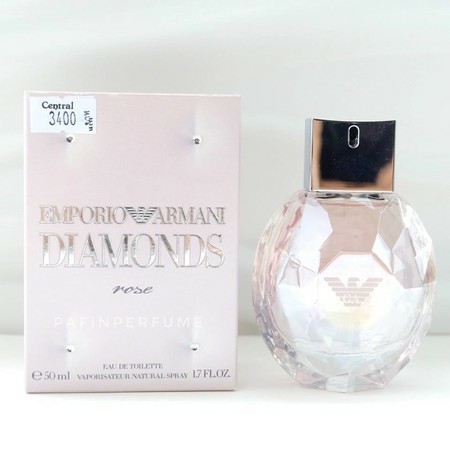 Central
3400
EMPORIO ARMANI
DIAMONDS
rose
PAFINPERFUME
EAU DE TOILETTE
℮ 50 ml VAPORISATEUR NATURAL SPRAY 1.7 FL.OZ.